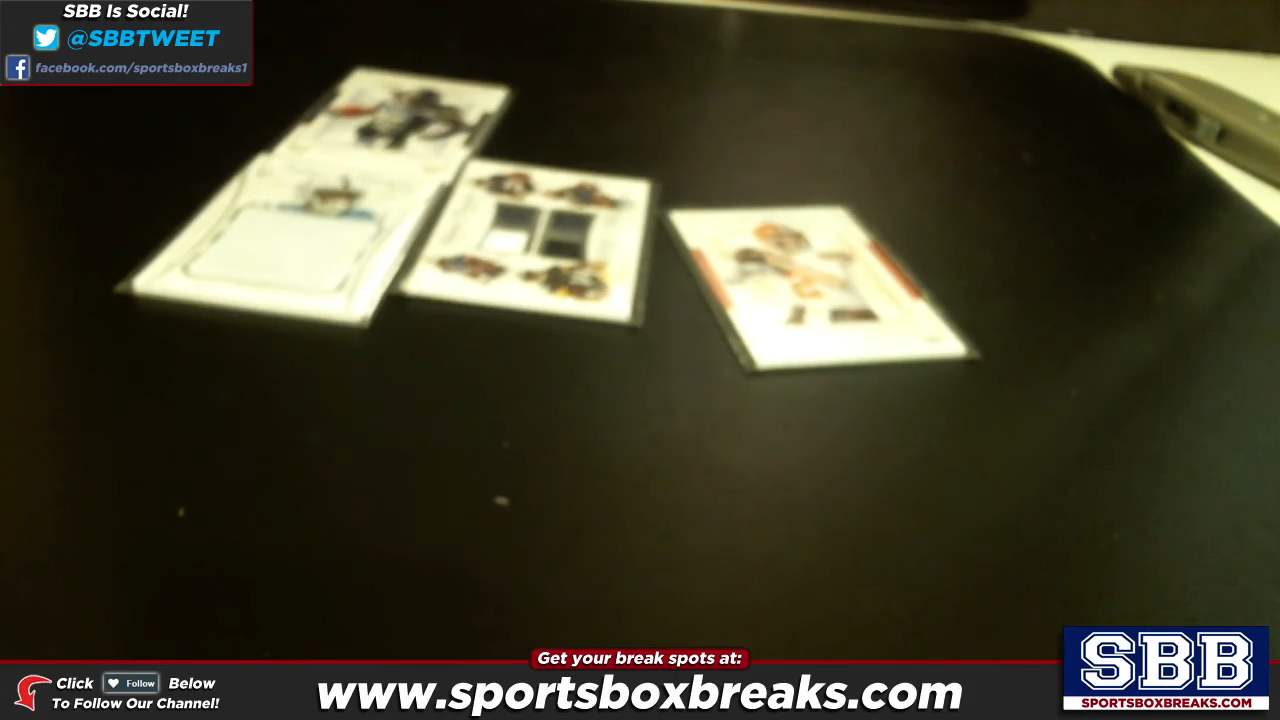 SBB Is Social!
@SBBTWEET
facebook.com/sportsboxbreaks1
Get your break spots at:
Click Follow Below
To Follow Our Channel!
www.sportsboxbreaks.com
SBB
SPORTSBOXBREAKS.COM